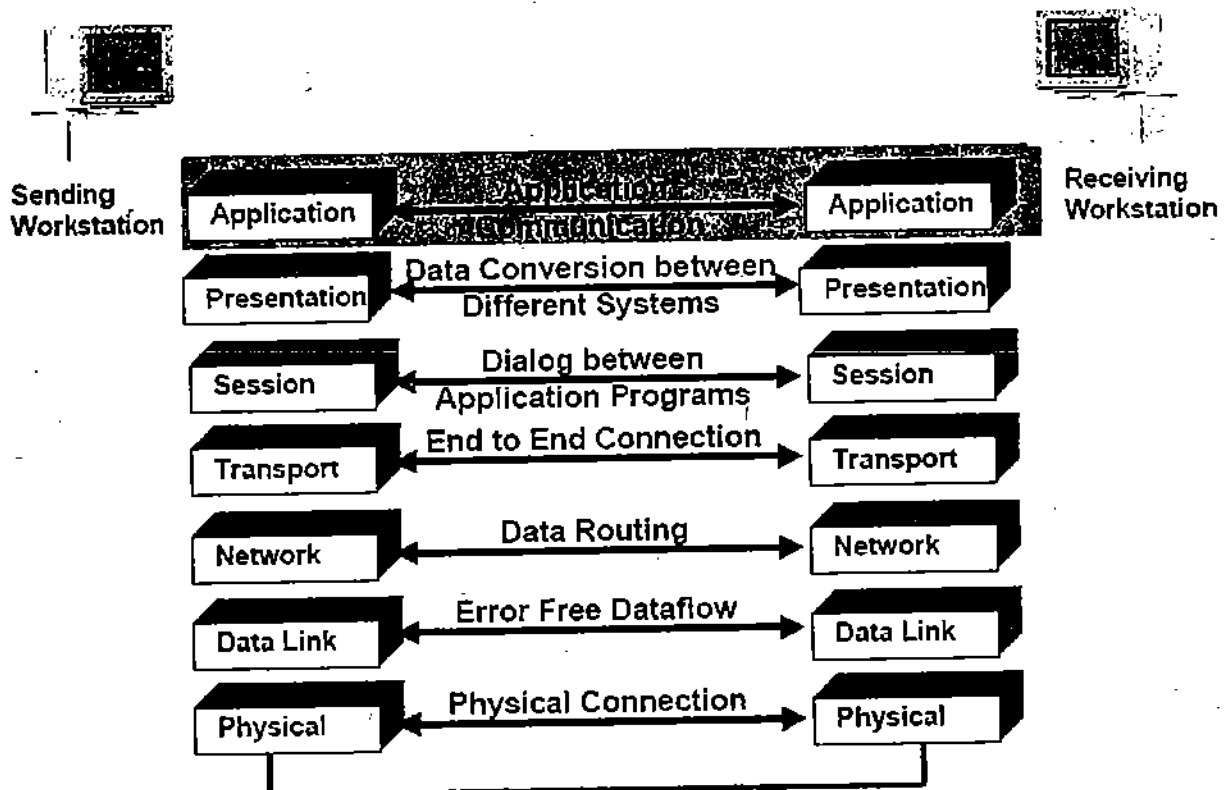 Sending
Workstation
Receiving
Workstation
Application
Application
Communication
Application
Presentation
Data Conversion between
Different Systems
Presentation
Session
Dialog between
Application Programs
Session
Transport
End to End Connection
Transport
Network
Data Routing
Network
Data Link
Error Free Dataflow
Data Link
Physical
Physical Connection
Physical